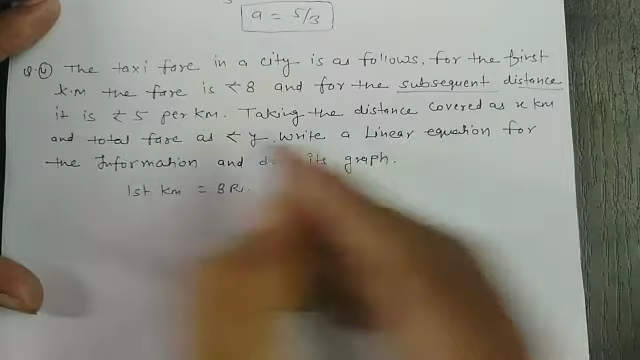 a = 5/3
Q.4 The taxi fare in a city is as follows. for the first
k.m the fare is ₹ 8 and for the subsequent distance
it is ₹ 5 per km. Taking the distance covered as x km
and total fare as ₹ y. Write a Linear equation for
the Information and its graph.
1st km = 8R.